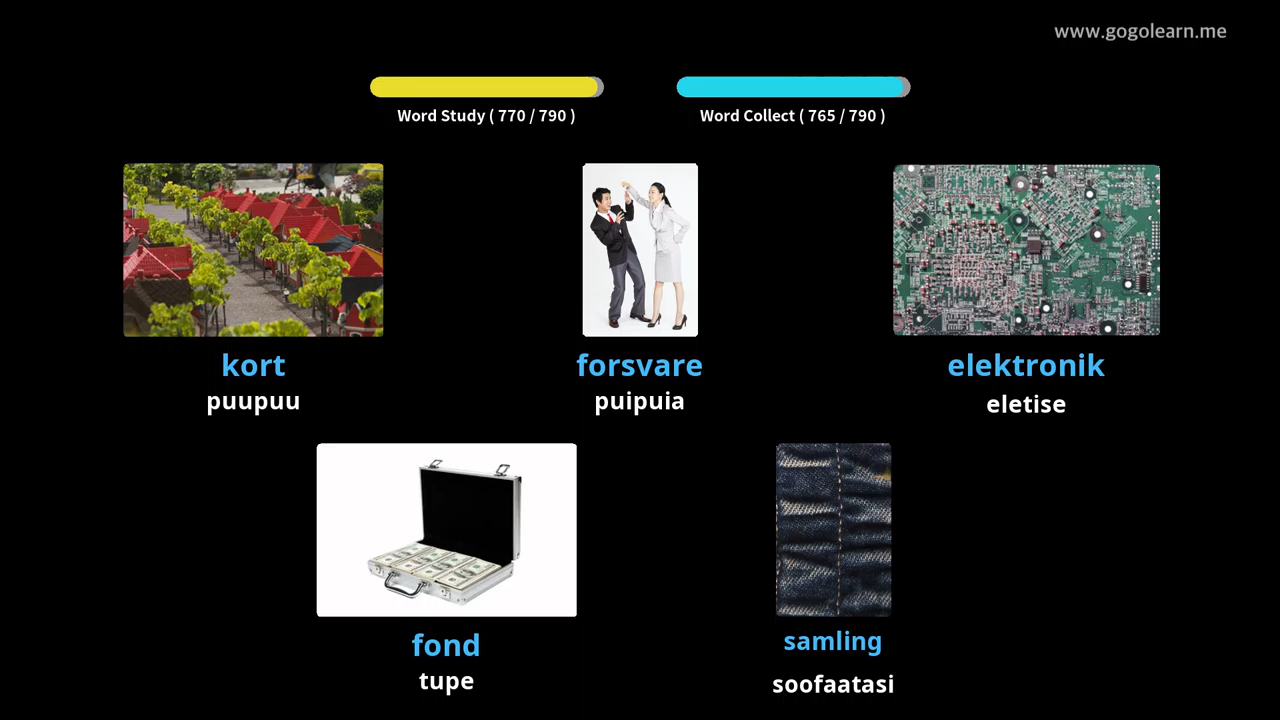 www.gogolearn.me
Word Study ( 770 / 790 )
Word Collect ( 765 / 790 )
kort
puupuu
forsvare
puipuia
elektronik
eletise
fond
tupe
samling
soofaatasi